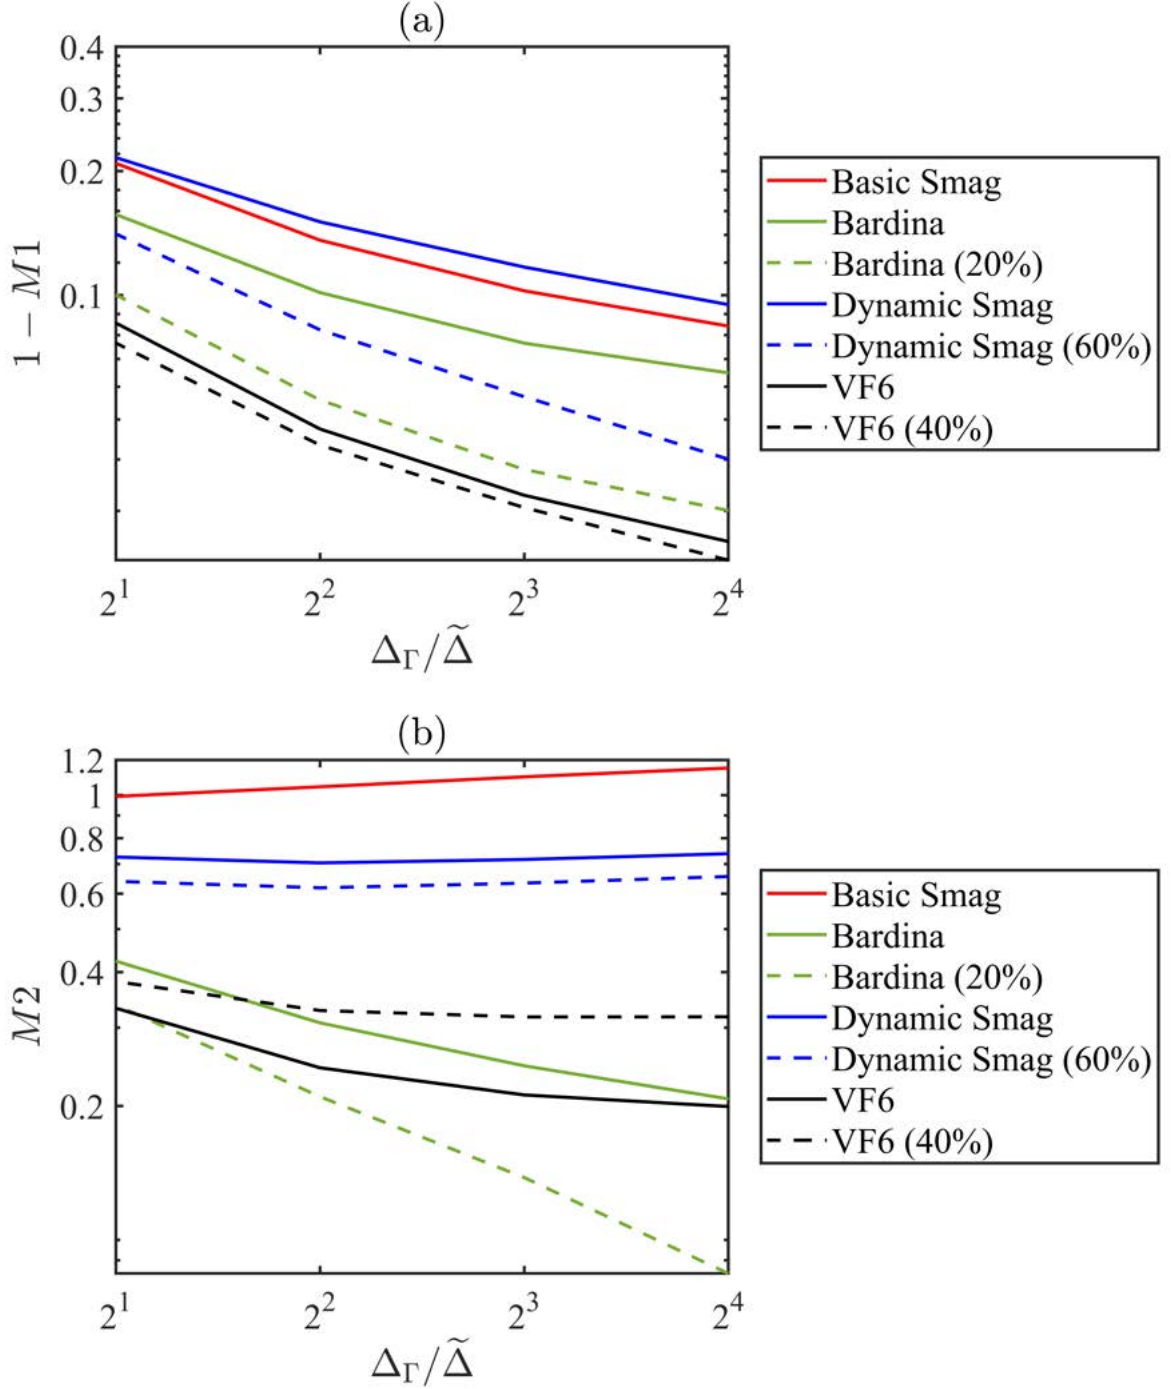 (a)
0.4
0.3
0.2
0.1
1 − M1
2^1 2^2 2^3 2^4
Δ_Γ/Δ̃
Basic Smag
Bardina
Bardina (20%)
Dynamic Smag
Dynamic Smag (60%)
VF6
VF6 (40%)
(b)
1.2
1
0.8
0.6
0.4
0.2
M2
2^1 2^2 2^3 2^4
Δ_Γ/Δ̃
Basic Smag
Bardina
Bardina (20%)
Dynamic Smag
Dynamic Smag (60%)
VF6
VF6 (40%)